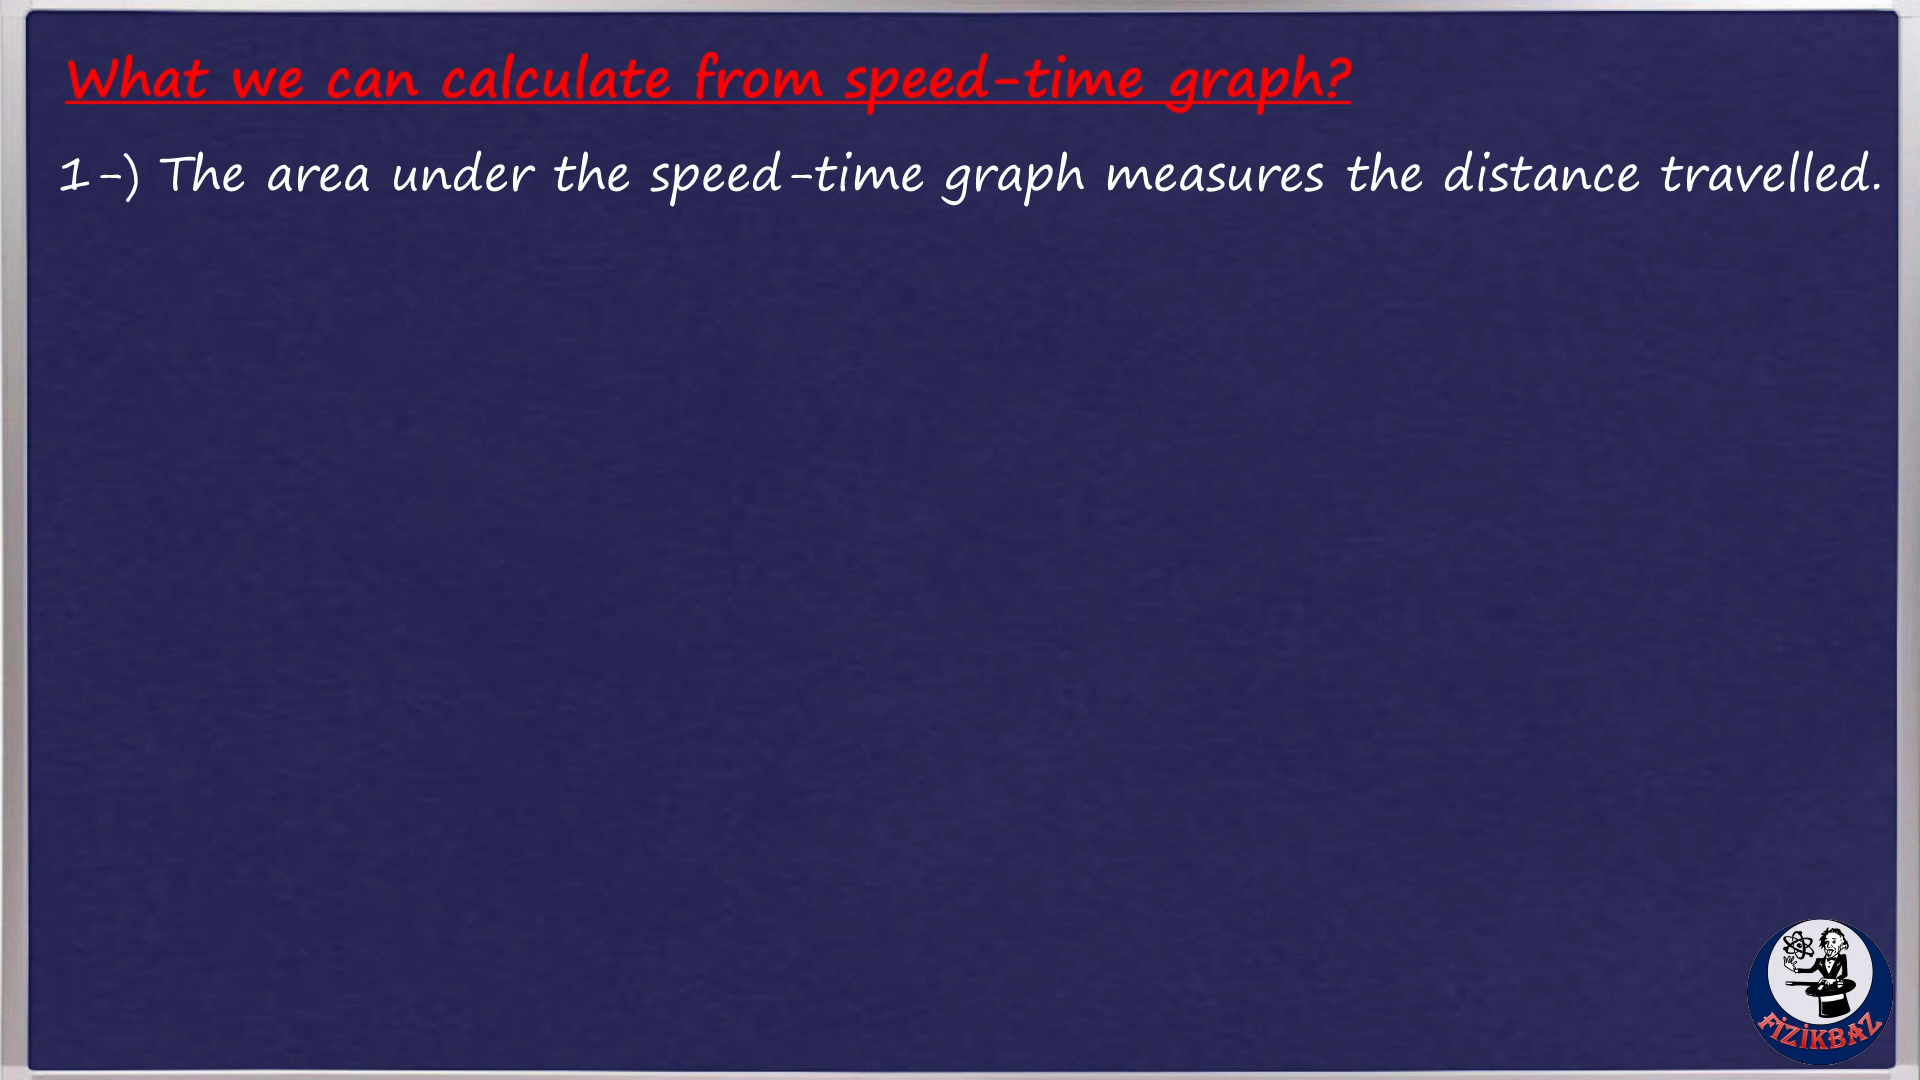 What we can calculate from speed-time graph?
1-) The area under the speed-time graph measures the distance travelled.
FİZİKBAZ